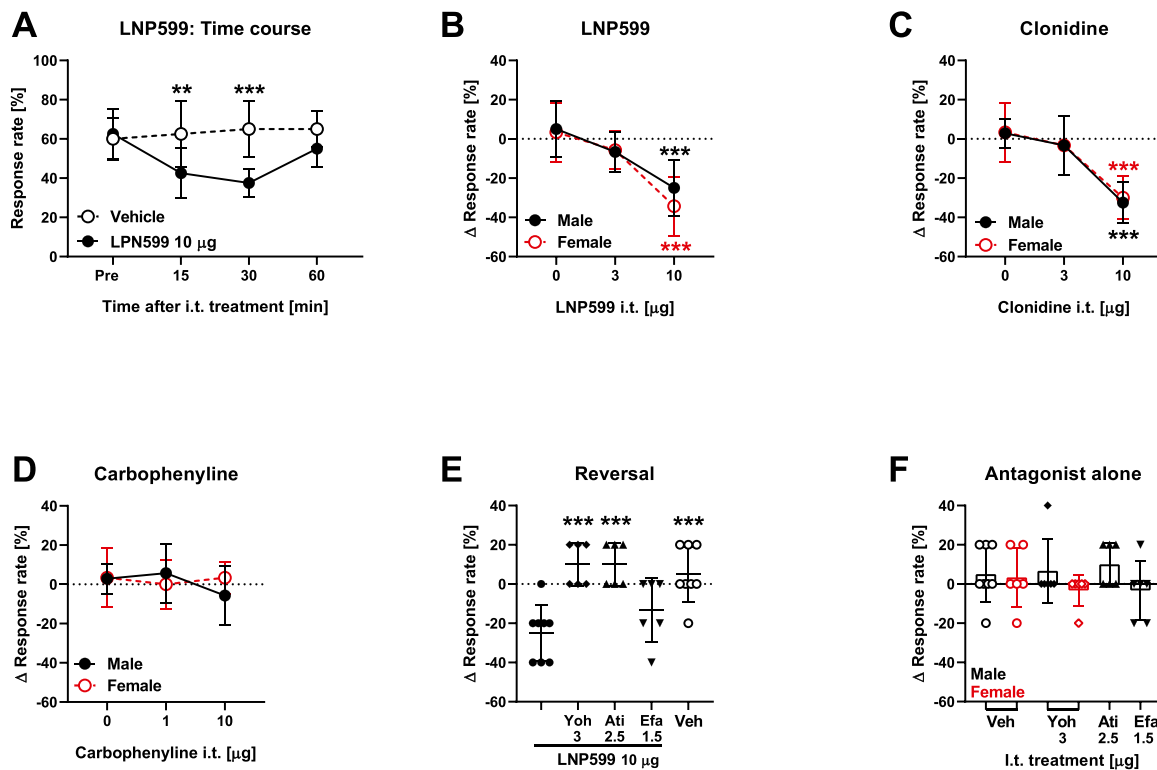 A
LNP599: Time course
Response rate [%]
100
80
60
40
20
0
**
***
Vehicle
LPN599 10 μg
Pre
15
30
60
Time after i.t. treatment [min]
B
LNP599
Δ Response rate [%]
40
20
0
-20
-40
-60
***
***
Male
Female
0
3
10
LNP599 i.t. [μg]
C
Clonidine
Δ Response rate [%]
40
20
0
-20
-40
-60
***
***
Male
Female
0
3
10
Clonidine i.t. [μg]
D
Carbophenyline
Δ Response rate [%]
40
20
0
-20
-40
-60
Male
Female
0
1
10
Carbophenyline i.t. [μg]
E
Reversal
Δ Response rate [%]
40
20
0
-20
-40
-60
***
***
***
Yoh Ati Efa Veh
3 2.5 1.5
LNP599 10 μg
F
Antagonist alone
Δ Response rate [%]
40
20
0
-20
-40
-60
Male
Female
Veh Yoh Ati Efa
3 2.5 1.5
I.t. treatment [μg]